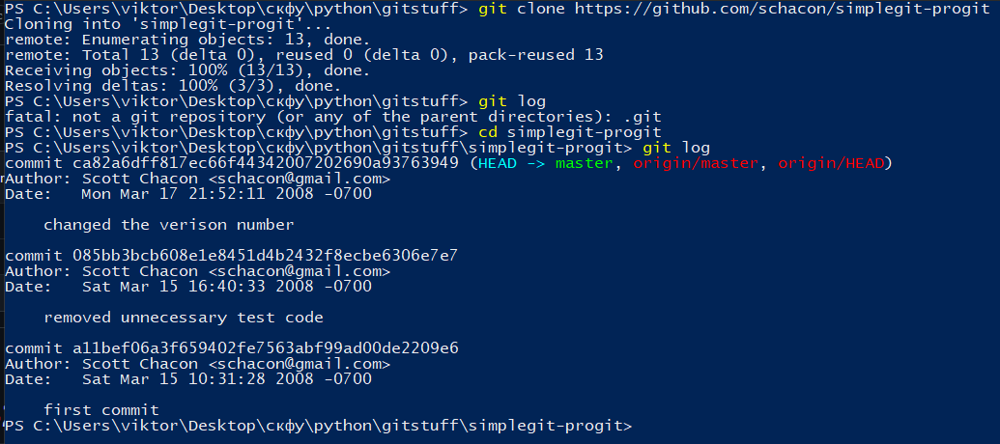 PS C:\Users\viktor\Desktop\скфу\python\gitstuff> git clone https://github.com/schacon/simplegit-progit
Cloning into 'simplegit-progit'...
remote: Enumerating objects: 13, done.
remote: Total 13 (delta 0), reused 0 (delta 0), pack-reused 13
Receiving objects: 100% (13/13), done.
Resolving deltas: 100% (3/3), done.
PS C:\Users\viktor\Desktop\скфу\python\gitstuff> git log
fatal: not a git repository (or any of the parent directories): .git
PS C:\Users\viktor\Desktop\скфу\python\gitstuff> cd simplegit-progit
PS C:\Users\viktor\Desktop\скфу\python\gitstuff\simplegit-progit> git log
commit ca82a6dff817ec66f44342007202690a93763949 (HEAD -> master, origin/master, origin/HEAD)
Author: Scott Chacon <schacon@gmail.com>
Date:   Mon Mar 17 21:52:11 2008 -0700

    changed the verison number

commit 085bb3bcb608e1e8451d4b2432f8ecbe6306e7e7
Author: Scott Chacon <schacon@gmail.com>
Date:   Sat Mar 15 16:40:33 2008 -0700

    removed unnecessary test code

commit a11bef06a3f659402fe7563abf99ad00de2209e6
Author: Scott Chacon <schacon@gmail.com>
Date:   Sat Mar 15 10:31:28 2008 -0700

    first commit
PS C:\Users\viktor\Desktop\скфу\python\gitstuff\simplegit-progit>